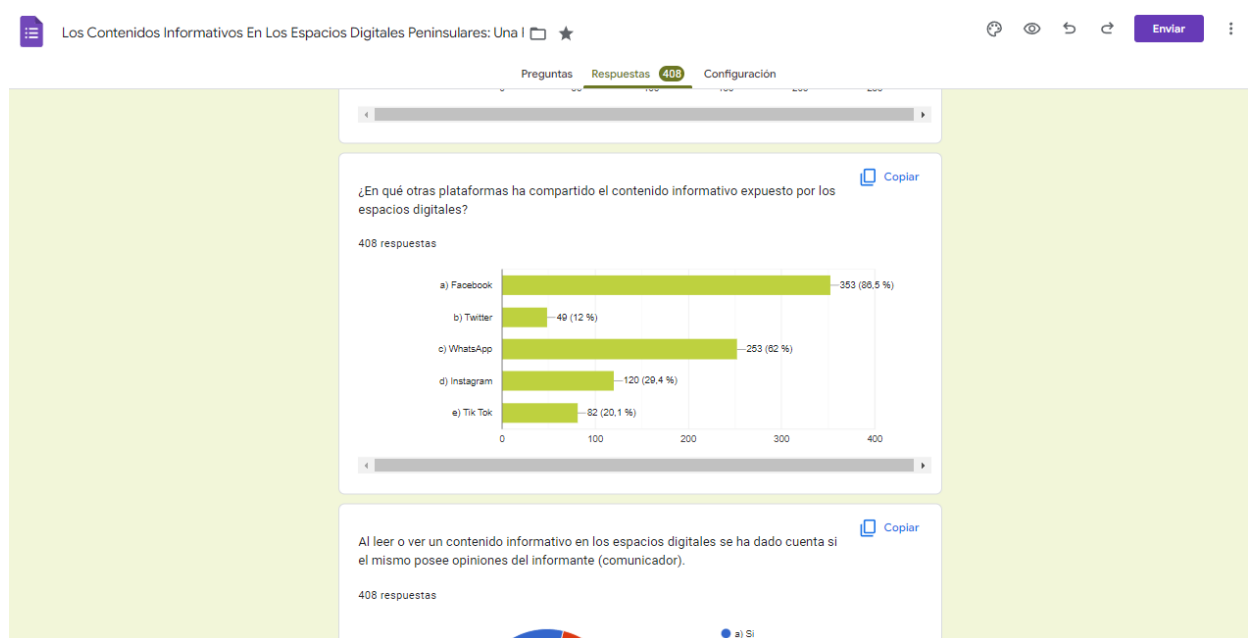 Los Contenidos Informativos En Los Espacios Digitales Peninsulares: Una I
Enviar
Preguntas
Respuestas 408
Configuración
Copiar
¿En qué otras plataformas ha compartido el contenido informativo expuesto por los
espacios digitales?
408 respuestas
a) Facebook
353 (86,5 %)
b) Twitter
49 (12 %)
c) WhatsApp
253 (62 %)
d) Instagram
120 (29,4 %)
e) Tik Tok
82 (20,1 %)
0 100 200 300 400
Copiar
Al leer o ver un contenido informativo en los espacios digitales se ha dado cuenta si
el mismo posee opiniones del informante (comunicador).
408 respuestas
a) Si